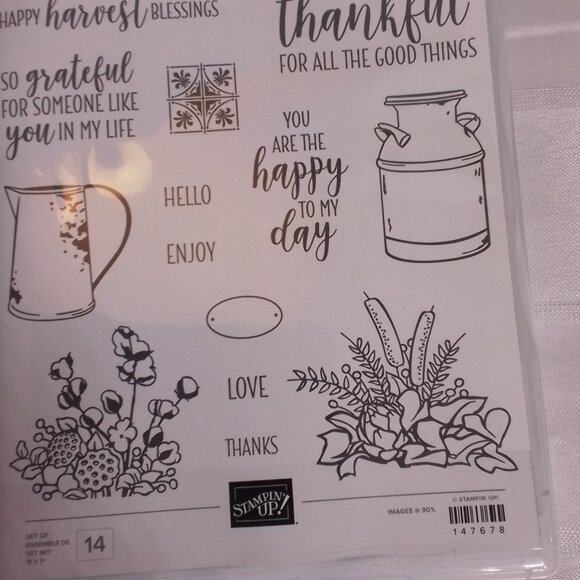 HAPPY harvest BLESSINGS
thankful
FOR ALL THE GOOD THINGS
SO grateful
FOR SOMEONE LIKE
you IN MY LIFE
YOU
ARE THE
happy
TO MY
day
HELLO
ENJOY
LOVE
THANKS
STAMPIN' UP!
© STAMPIN' UP!
IMAGES @ 90%
147678
SET OF
ENSEMBLE DE
SET MIT
セット
14